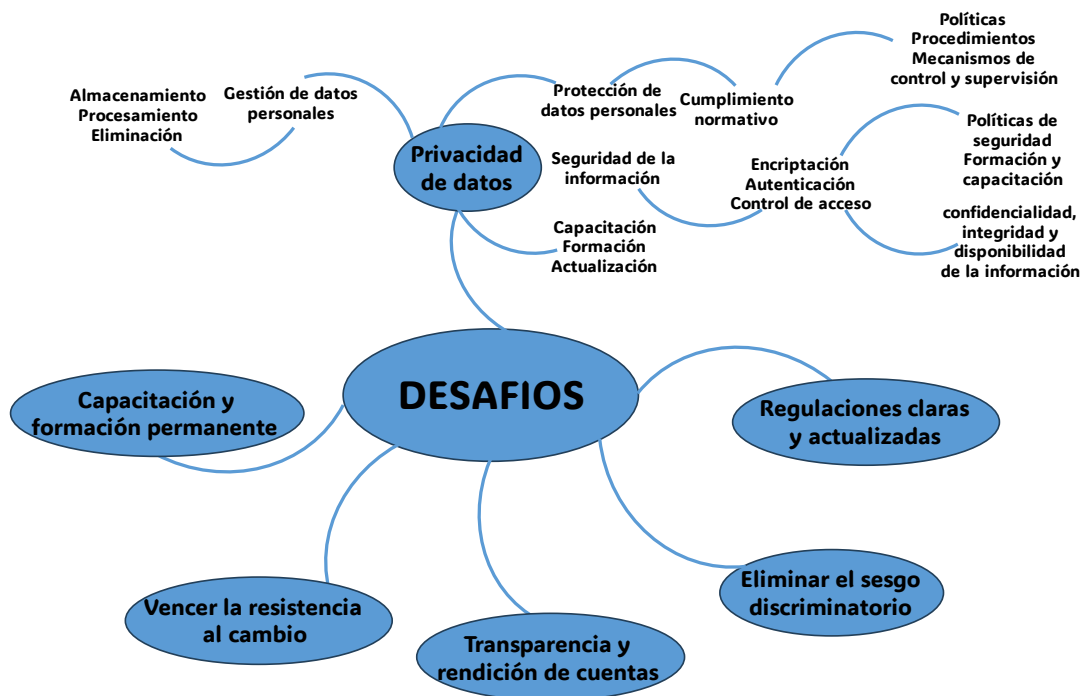 Políticas
Procedimientos
Mecanismos de
control y supervisión
Almacenamiento
Procesamiento
Eliminación
Gestión de datos
personales
Protección de
datos personales
Cumplimiento
normativo
Privacidad
de datos
Seguridad de la
información
Encriptación
Autenticación
Control de acceso
Políticas de
seguridad
Formación y
capacitación
confidencialidad,
integridad y
disponibilidad
de la información
Capacitación
Formación
Actualización
DESAFIOS
Capacitación y
formación permanente
Regulaciones claras
y actualizadas
Vencer la resistencia
al cambio
Transparencia y
rendición de cuentas
Eliminar el sesgo
discriminatorio